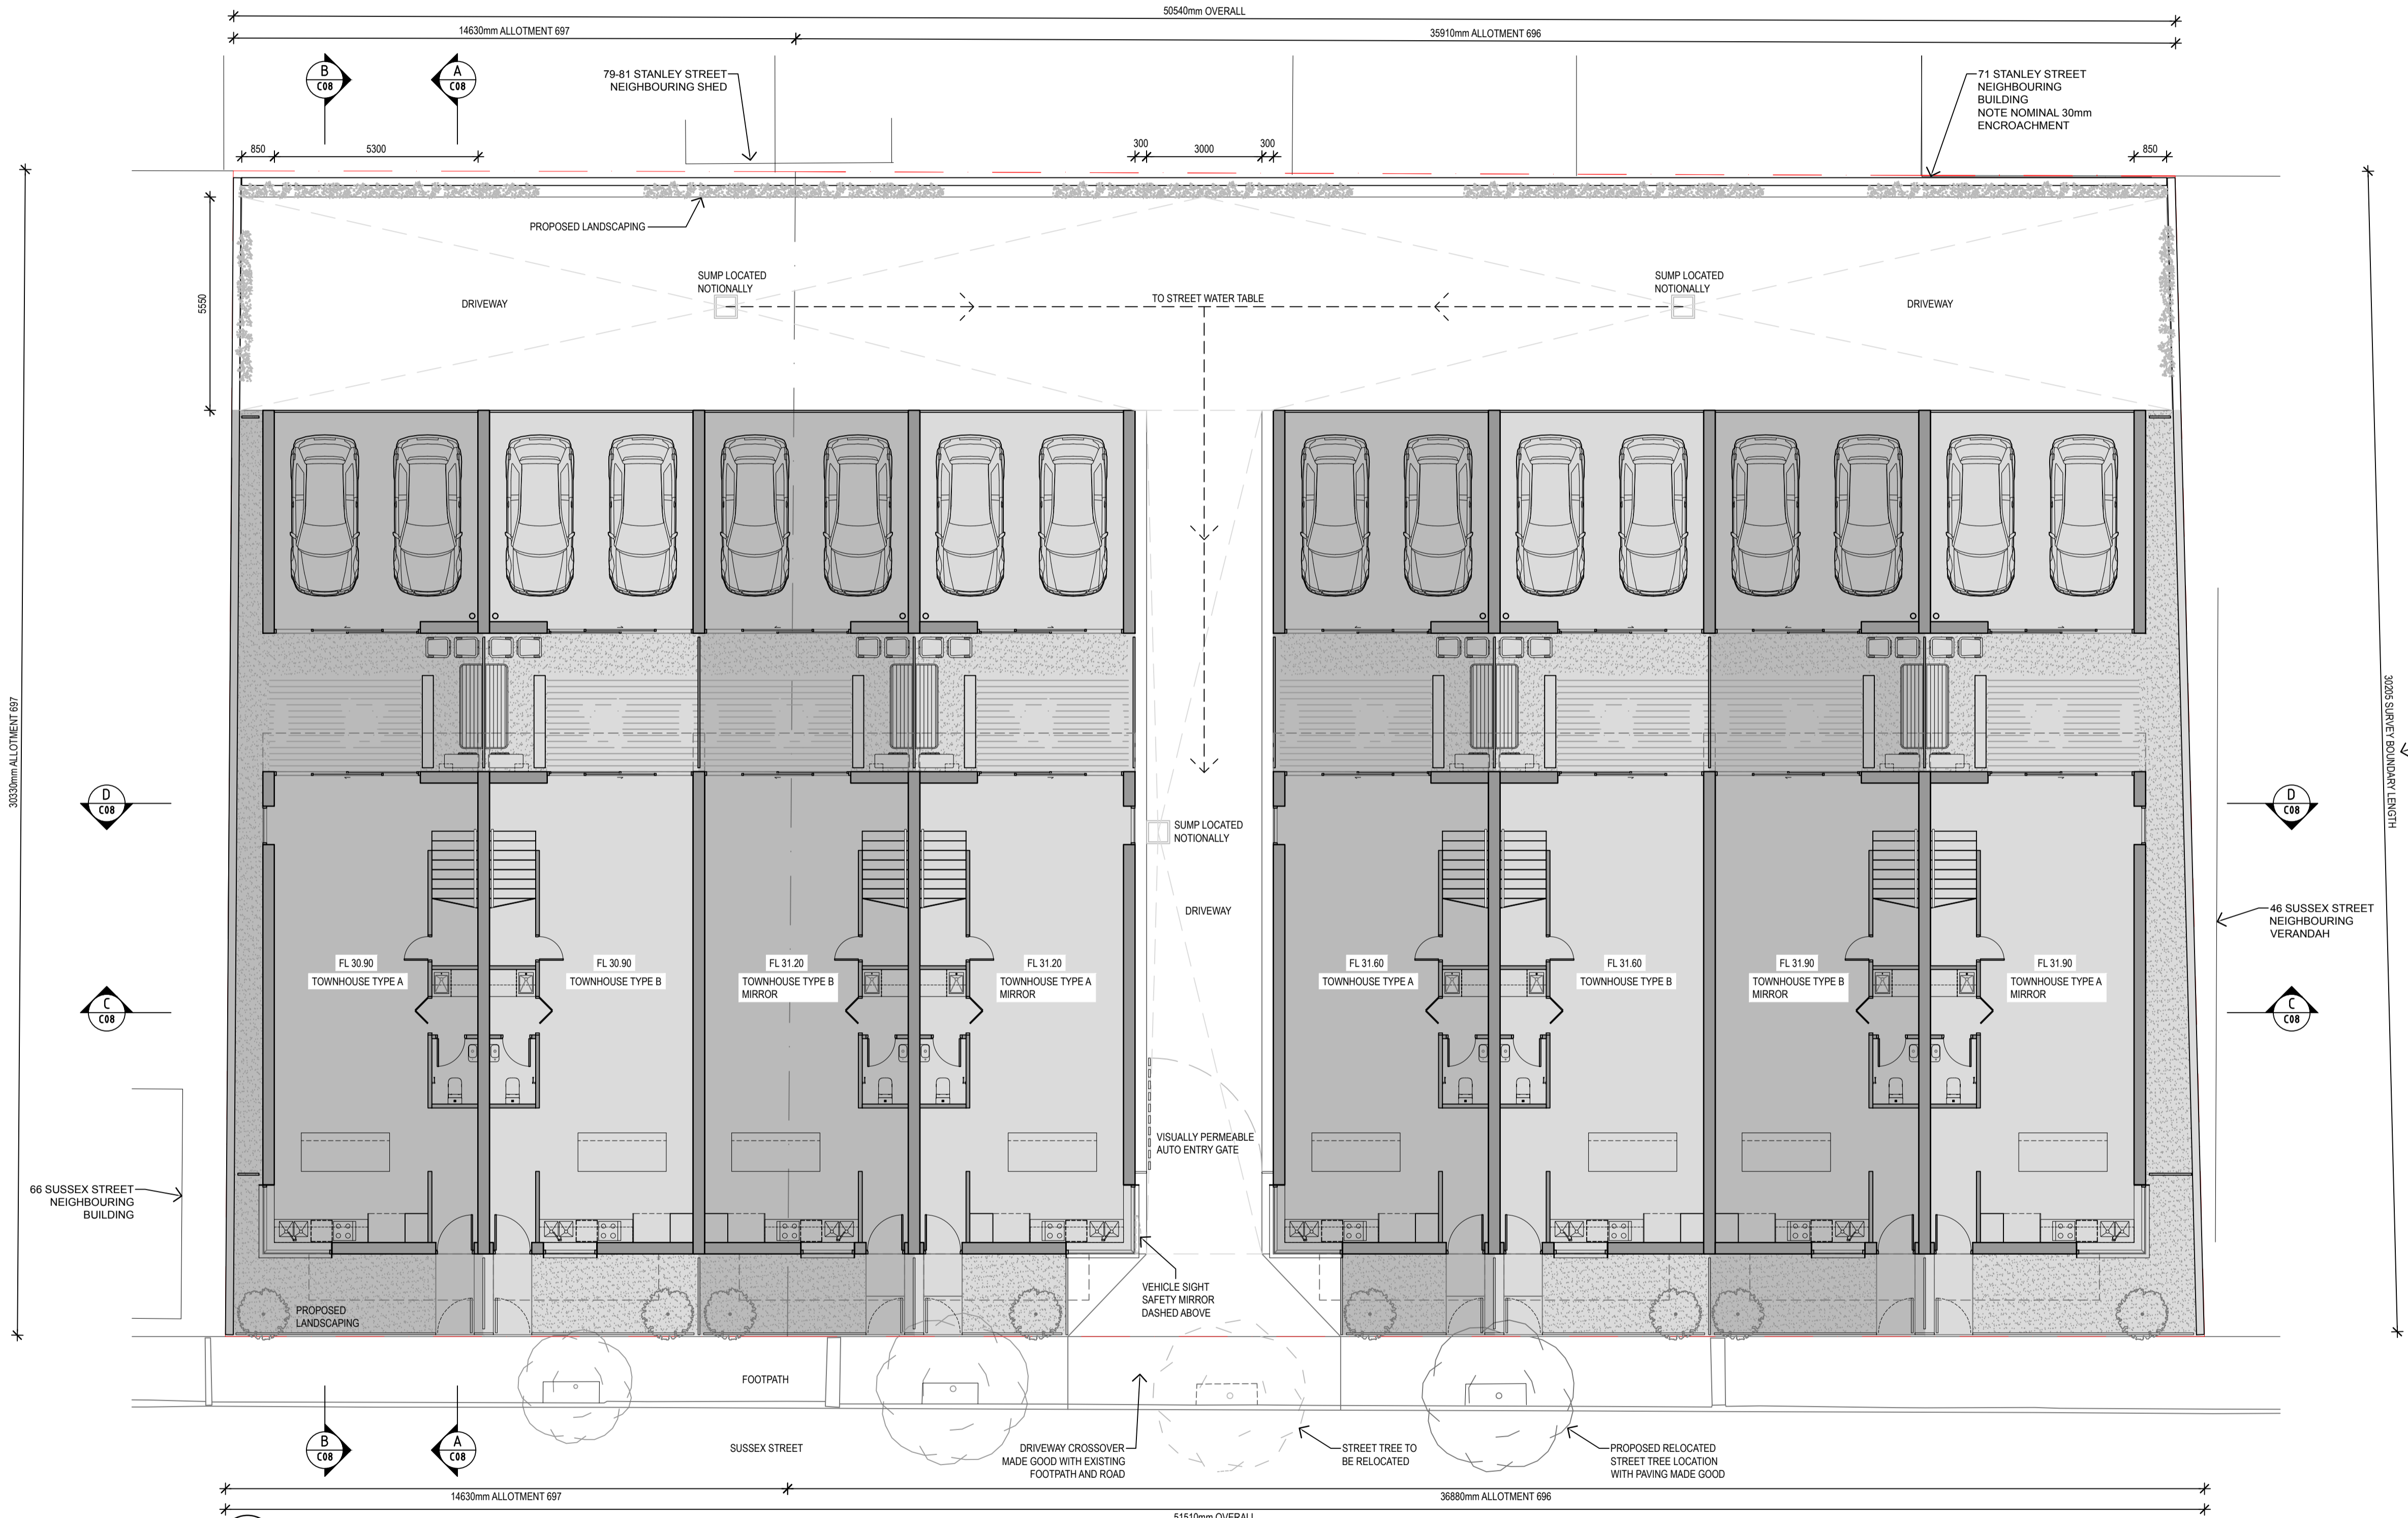 50540mm OVERALL
14630mm ALLOTMENT 697
35910mm ALLOTMENT 696
B
C08
A
C08
79-81 STANLEY STREET
NEIGHBOURING SHED
71 STANLEY STREET
NEIGHBOURING
BUILDING
NOTE NOMINAL 30mm
ENCROACHMENT
850
5300
300
3000
300
850
PROPOSED LANDSCAPING
5550
DRIVEWAY
SUMP LOCATED
NOTIONALLY
TO STREET WATER TABLE
SUMP LOCATED
NOTIONALLY
DRIVEWAY
30330mm ALLOTMENT 697
30205 SURVEY BOUNDARY LENGTH
D
C08
SUMP LOCATED
NOTIONALLY
D
C08
DRIVEWAY
46 SUSSEX STREET
NEIGHBOURING
VERANDAH
FL 30.90
TOWNHOUSE TYPE A
FL 30.90
TOWNHOUSE TYPE B
FL 31.20
TOWNHOUSE TYPE B
MIRROR
FL 31.20
TOWNHOUSE TYPE A
MIRROR
FL 31.60
TOWNHOUSE TYPE A
FL 31.60
TOWNHOUSE TYPE B
FL 31.90
TOWNHOUSE TYPE B
MIRROR
FL 31.90
TOWNHOUSE TYPE A
MIRROR
C
C08
C
C08
VISUALLY PERMEABLE
AUTO ENTRY GATE
66 SUSSEX STREET
NEIGHBOURING
BUILDING
VEHICLE SIGHT
SAFETY MIRROR
DASHED ABOVE
PROPOSED
LANDSCAPING
FOOTPATH
B
C08
A
C08
SUSSEX STREET
DRIVEWAY CROSSOVER
MADE GOOD WITH EXISTING
FOOTPATH AND ROAD
STREET TREE TO
BE RELOCATED
PROPOSED RELOCATED
STREET TREE LOCATION
WITH PAVING MADE GOOD
14630mm ALLOTMENT 697
36880mm ALLOTMENT 696
51510mm OVERALL